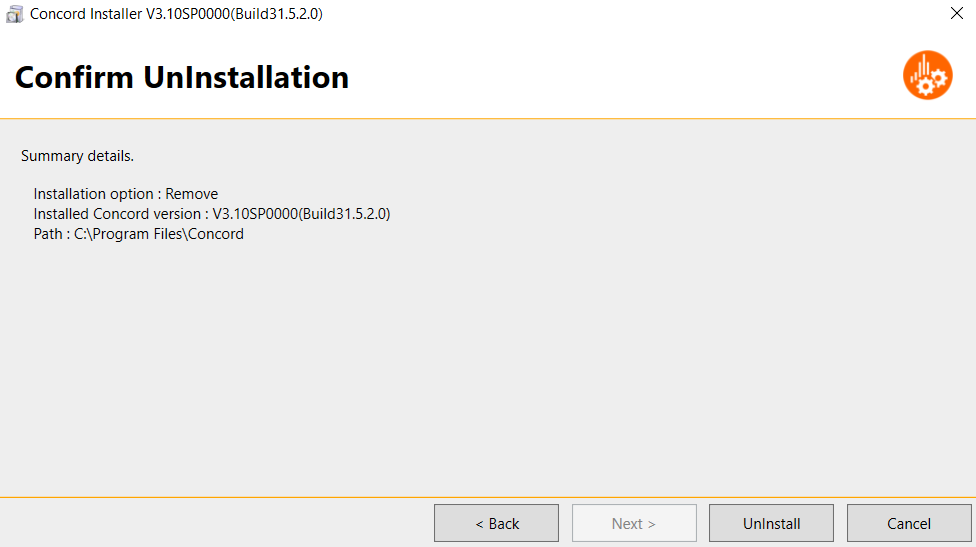 Concord Installer V3.10SP0000(Build31.5.2.0)
Confirm UnInstallation
Summary details.
Installation option : Remove
Installed Concord version : V3.10SP0000(Build31.5.2.0)
Path : C:\Program Files\Concord
< Back
Next >
UnInstall
Cancel